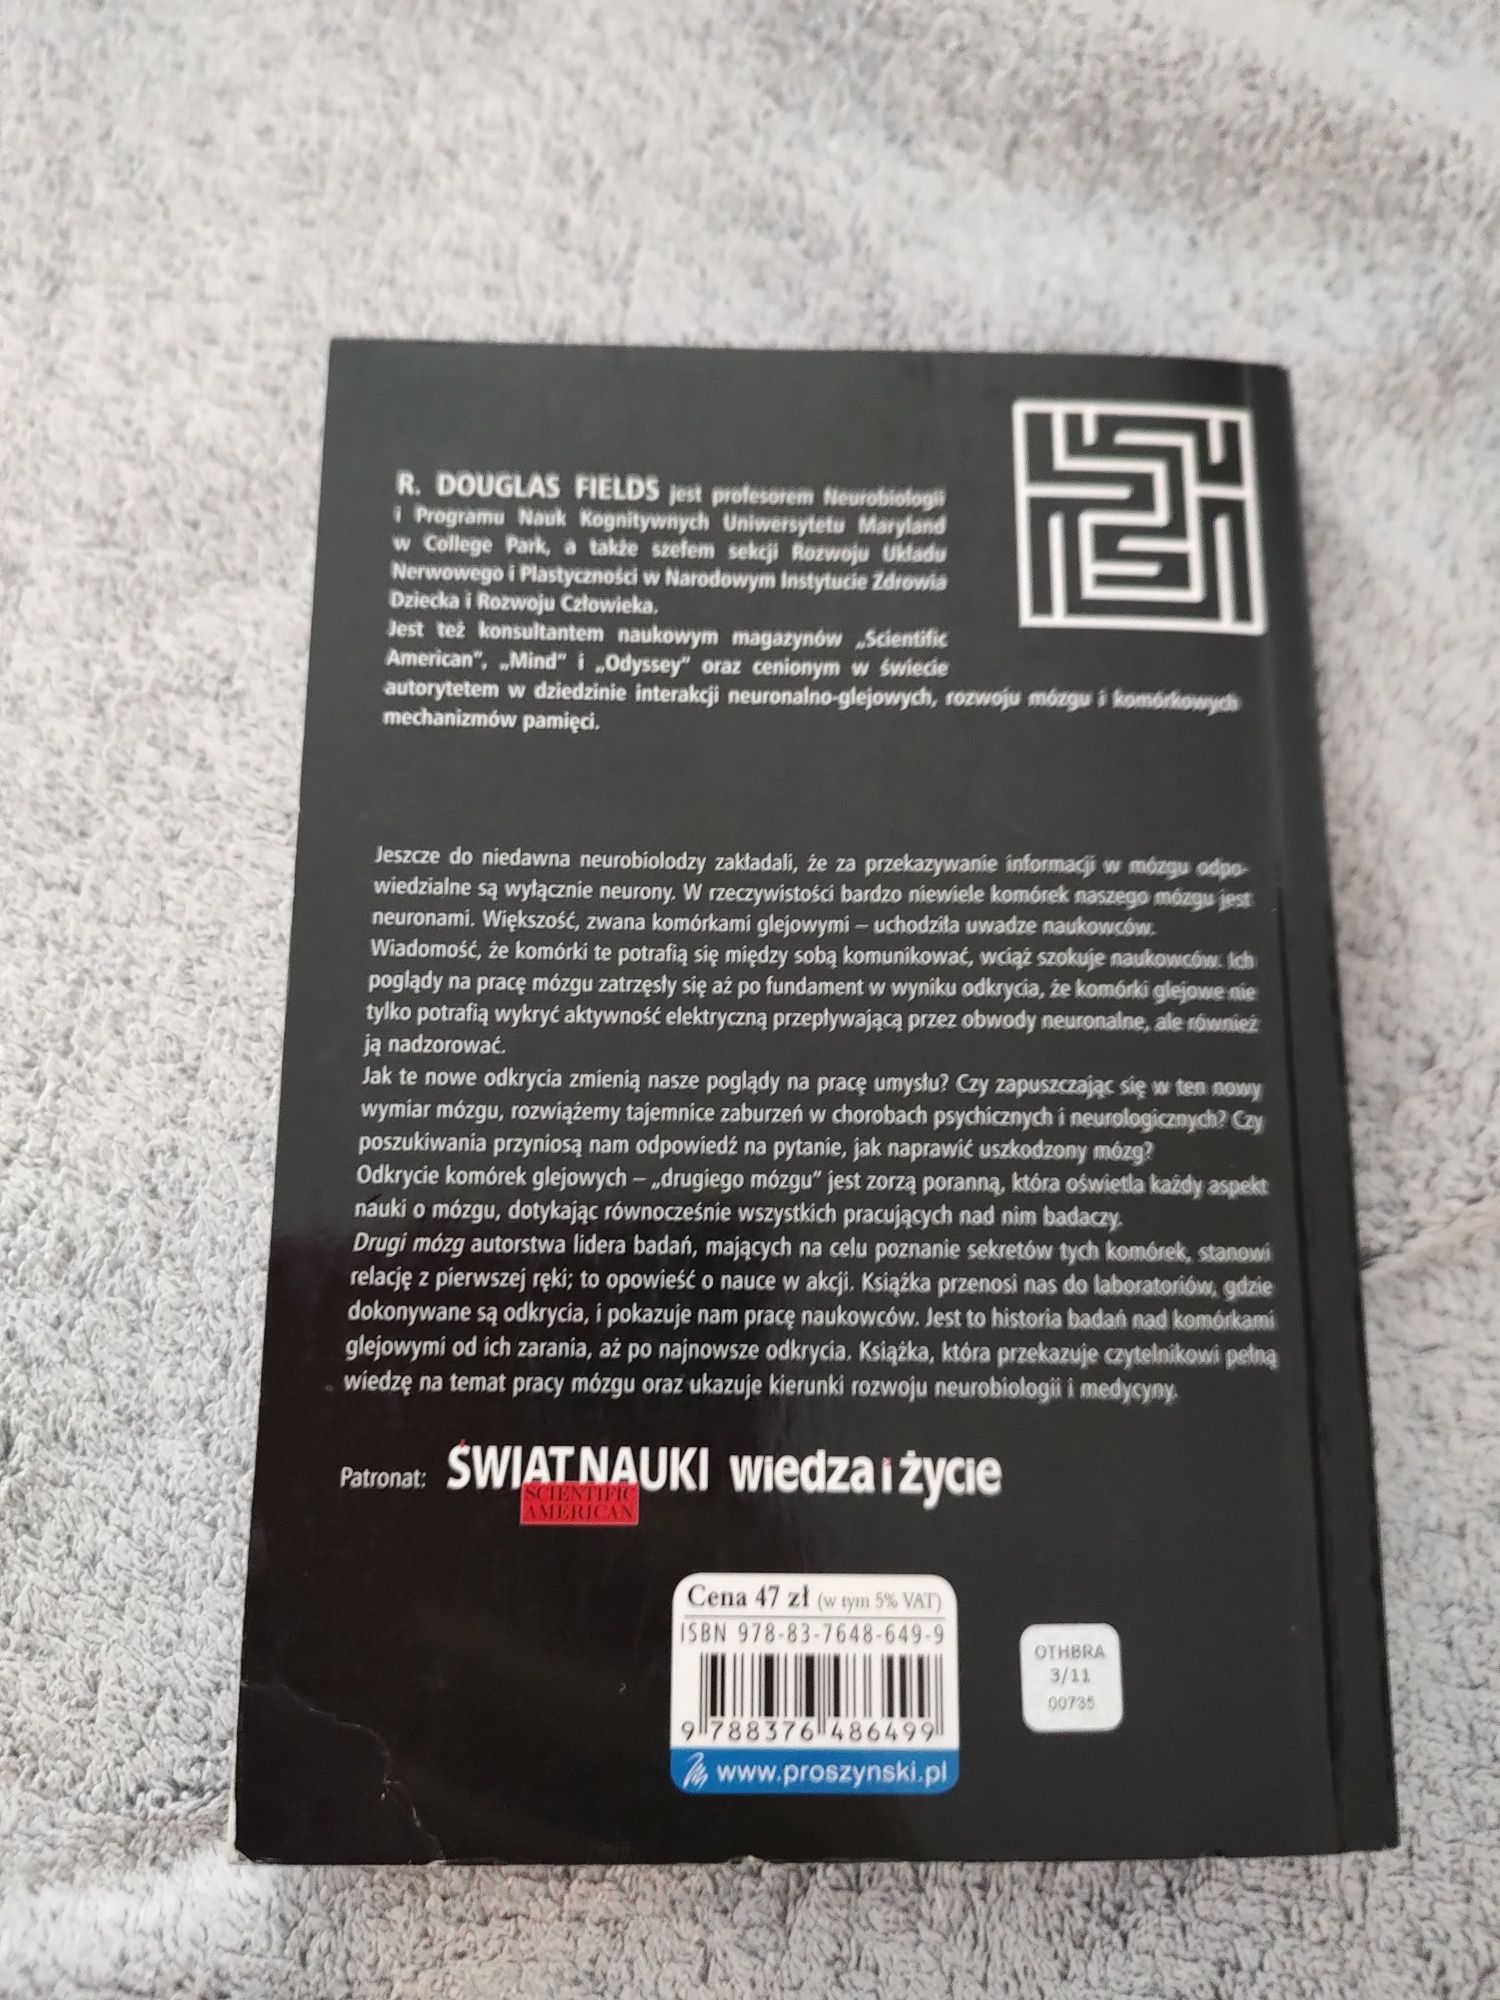 R. DOUGLAS FIELDS jest profesorem Neurobiologii
i Programu Nauk Kognitywnych Uniwersytetu Maryland
w College Park, a także szefem sekcji Rozwoju Układu
Nerwowego i Plastyczności w Narodowym Instytucie Zdrowia
Dziecka i Rozwoju Człowieka.
Jest też konsultantem naukowym magazynów „Scientific
American”, „Mind” i „Odyssey” oraz cenionym w świecie
autorytetem w dziedzinie interakcji neuronalno-glejowych, rozwoju mózgu i komórkowych
mechanizmów pamięci.
Jeszcze do niedawna neurobiolodzy zakładali, że za przekazywanie informacji w mózgu odpo-
wiedzialne są wyłącznie neurony. W rzeczywistości bardzo niewiele komórek naszego mózgu jest
neuronami. Większość, zwana komórkami glejowymi – uchodziła uwadze naukowców.
Wiadomość, że komórki te potrafią się między sobą komunikować, wciąż szokuje naukowców. Ich
poglądy na pracę mózgu zatrzęsły się aż po fundament w wyniku odkrycia, że komórki glejowe nie
tylko potrafią wykryć aktywność elektryczną przepływającą przez obwody neuronalne, ale również
ją nadzorować.
Jak te nowe odkrycia zmienią nasze poglądy na pracę umysłu? Czy zapuszczając się w ten nowy
wymiar mózgu, rozwiążemy tajemnice zaburzeń w chorobach psychicznych i neurologicznych? Czy
poszukiwania przyniosą nam odpowiedź na pytanie, jak naprawić uszkodzony mózg?
Odkrycie komórek glejowych – „drugiego mózgu” jest zorzą poranną, która oświetla każdy aspekt
nauki o mózgu, dotykając równocześnie wszystkich pracujących nad nim badaczy.
Drugi mózg autorstwa lidera badań, mających na celu poznanie sekretów tych komórek, stanowi
relację z pierwszej ręki; to opowieść o nauce w akcji. Książka przenosi nas do laboratoriów, gdzie
dokonywane są odkrycia, i pokazuje nam pracę naukowców. Jest to historia badań nad komórkami
glejowymi od ich zarania, aż po najnowsze odkrycia. Książka, która przekazuje czytelnikowi pełną
wiedzę na temat pracy mózgu oraz ukazuje kierunki rozwoju neurobiologii i medycyny.
Patronat: ŚWIAT NAUKI wiedza i życie
SCIENTIFIC
AMERICAN
Cena 47 zł (w tym 5% VAT)
ISBN 978-83-7648-649-9
9 788376 486499
www.proszynski.pl
OTHBRA
3/11
00735